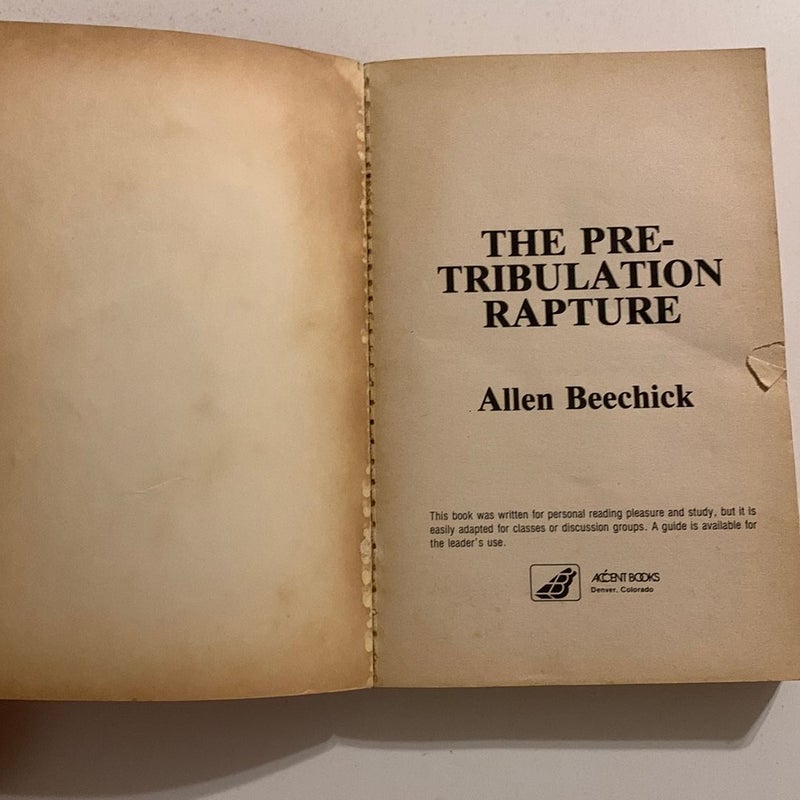 THE PRE-
TRIBULATION
RAPTURE
Allen Beechick
This book was written for personal reading pleasure and study, but it is
easily adapted for classes or discussion groups. A guide is available for
the leader's use.
ACCENT BOOKS
Denver, Colorado